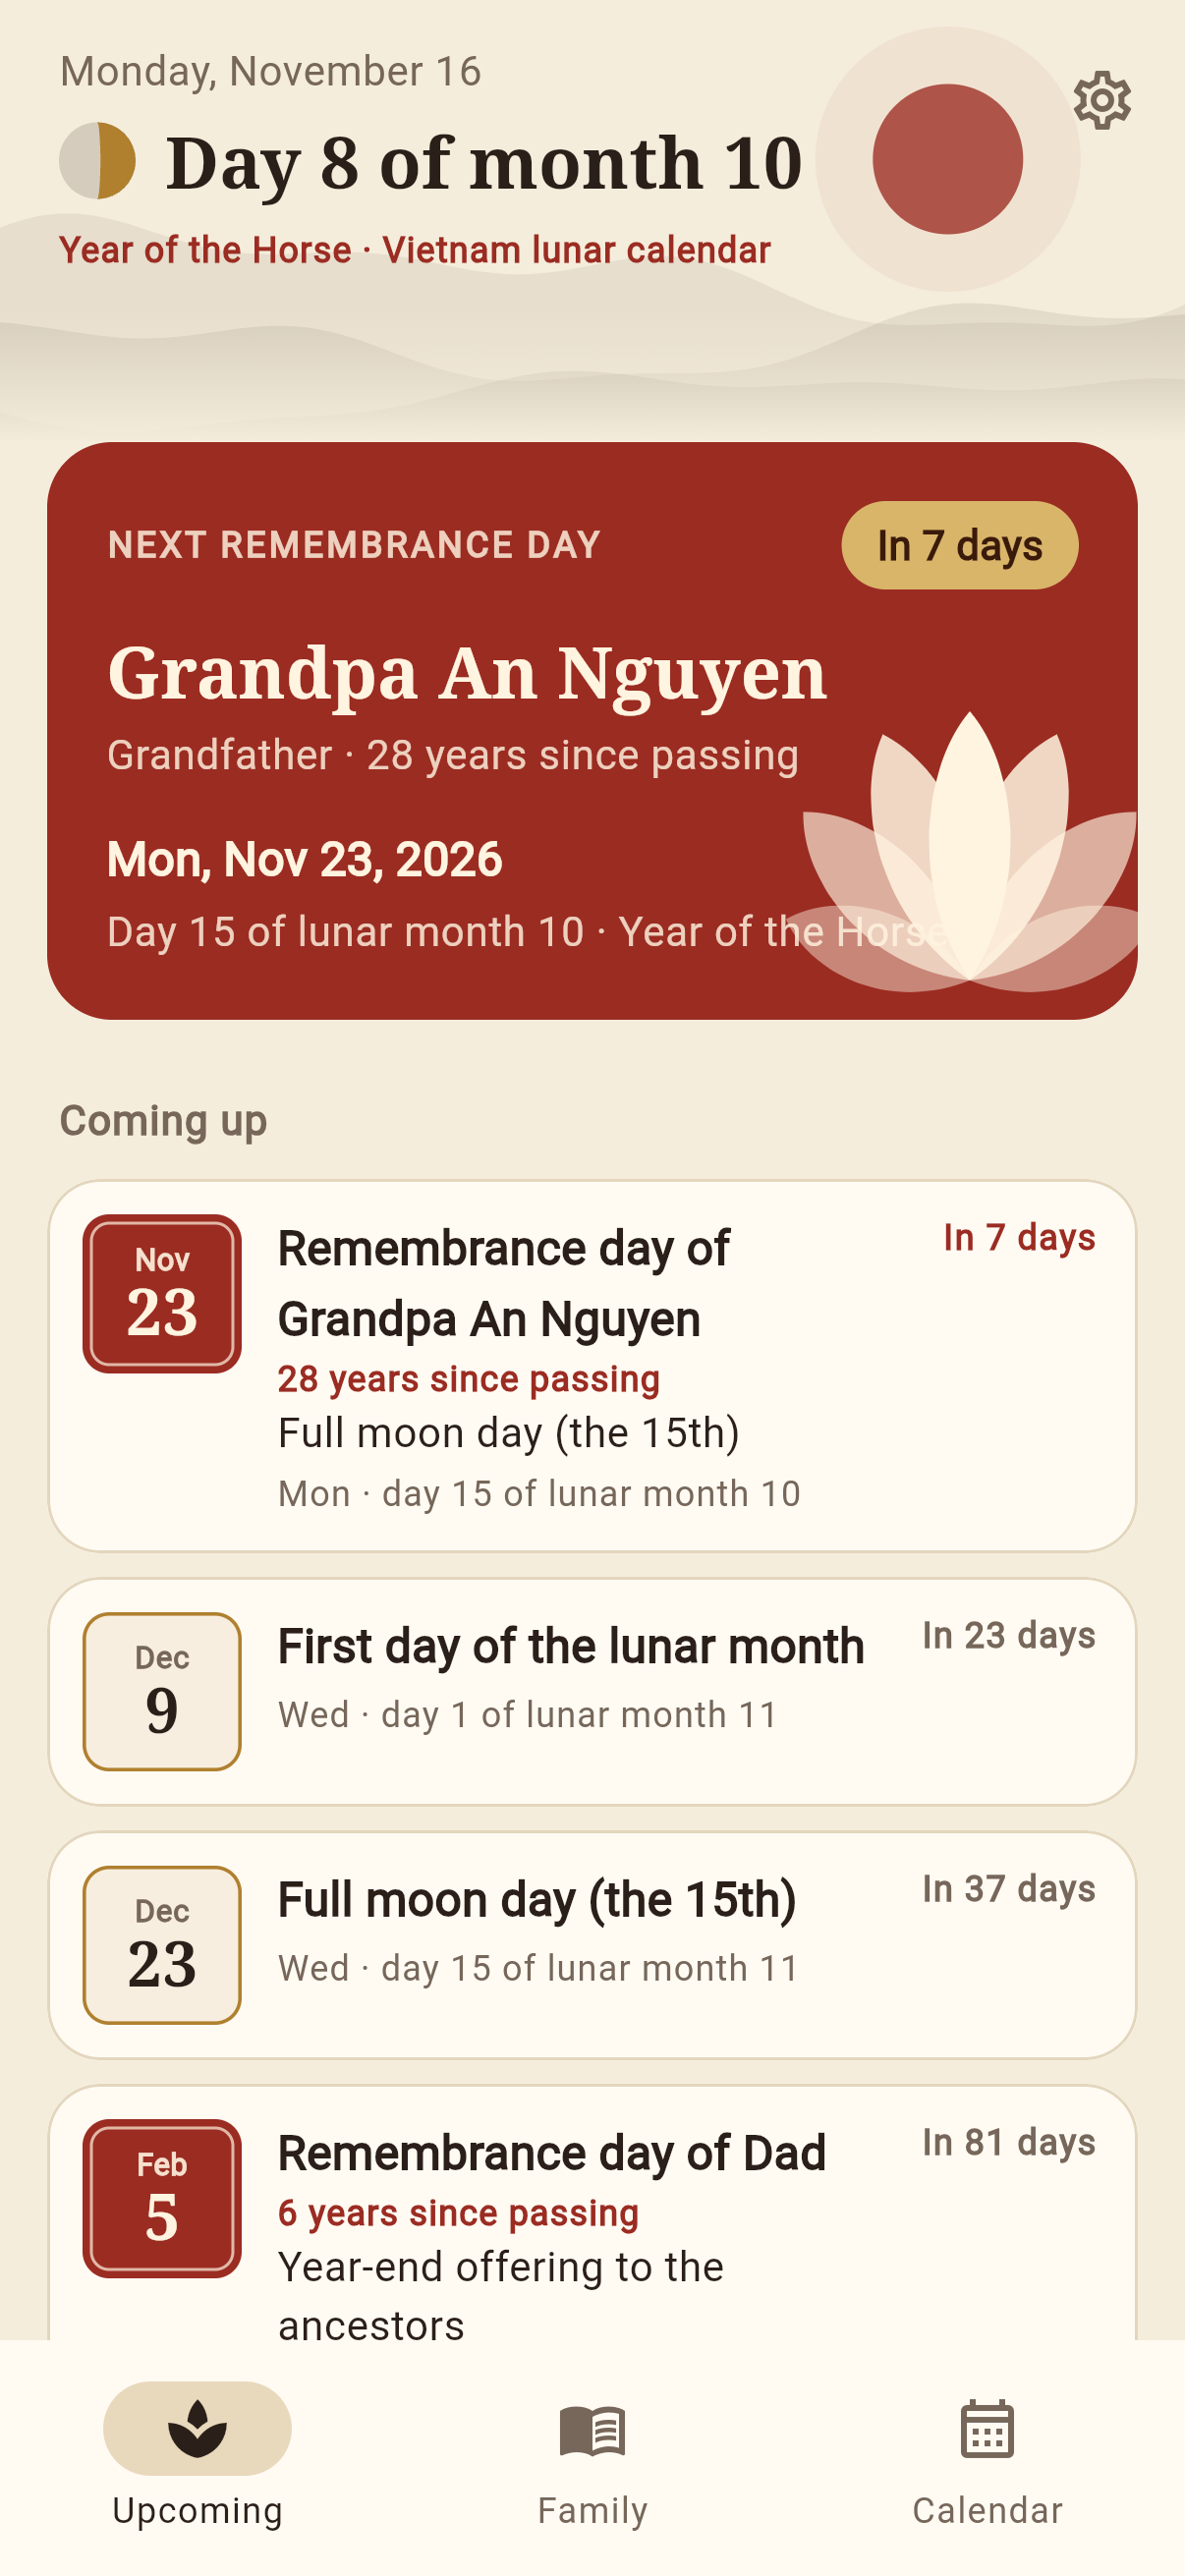 Monday, November 16
Day 8 of month 10
Year of the Horse · Vietnam lunar calendar
NEXT REMEMBRANCE DAY
In 7 days
Grandpa An Nguyen
Grandfather · 28 years since passing
Mon, Nov 23, 2026
Day 15 of lunar month 10 · Year of the Horse
Coming up
Nov
23
Remembrance day of
Grandpa An Nguyen
In 7 days
28 years since passing
Full moon day (the 15th)
Mon · day 15 of lunar month 10
Dec
9
First day of the lunar month
In 23 days
Wed · day 1 of lunar month 11
Dec
23
Full moon day (the 15th)
In 37 days
Wed · day 15 of lunar month 11
Feb
5
Remembrance day of Dad
In 81 days
6 years since passing
Year-end offering to the
ancestors
Upcoming
Family
Calendar